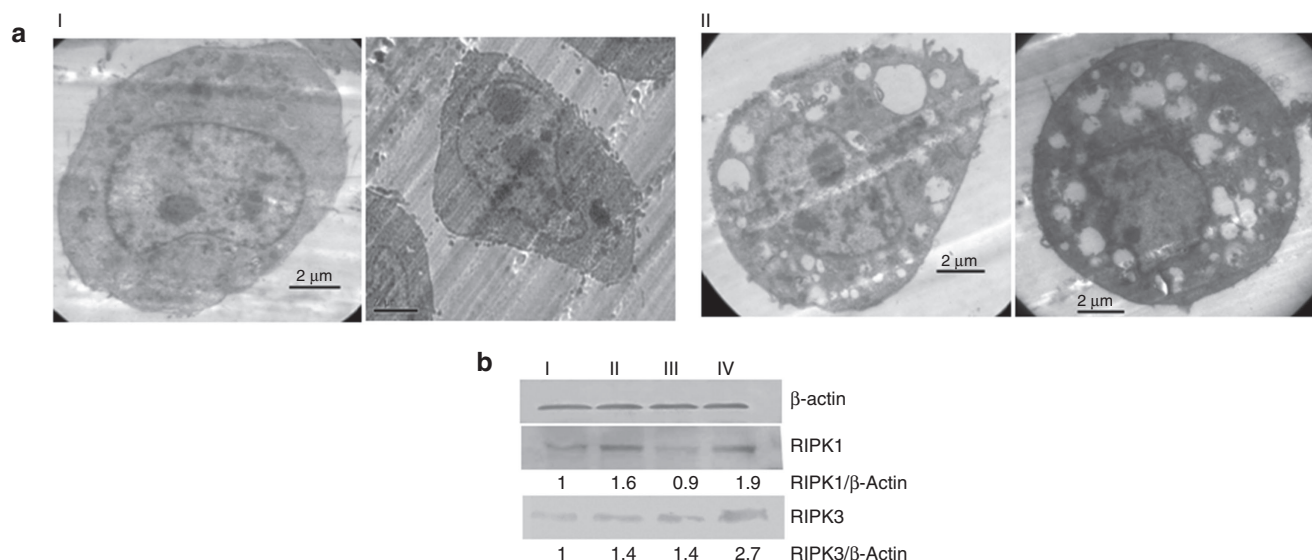 a
I
II
2 μm
2 μm
2 μm
b
I II III IV
β-actin
RIPK1
1 1.6 0.9 1.9 RIPK1/β-Actin
RIPK3
1 1.4 1.4 2.7 RIPK3/β-Actin